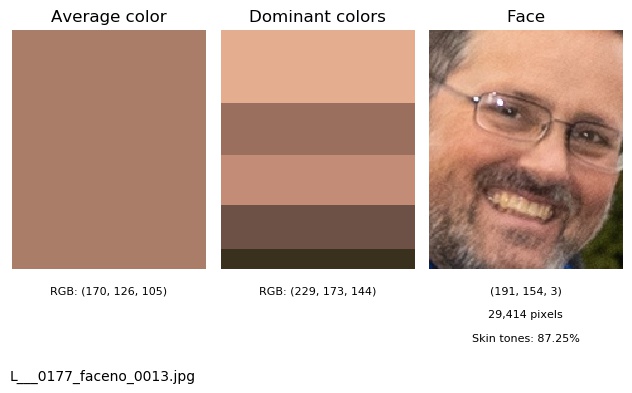 Average color
Dominant colors
Face
RGB: (170, 126, 105)
RGB: (229, 173, 144)
(191, 154, 3)
29,414 pixels
Skin tones: 87.25%
L___0177_faceno_0013.jpg